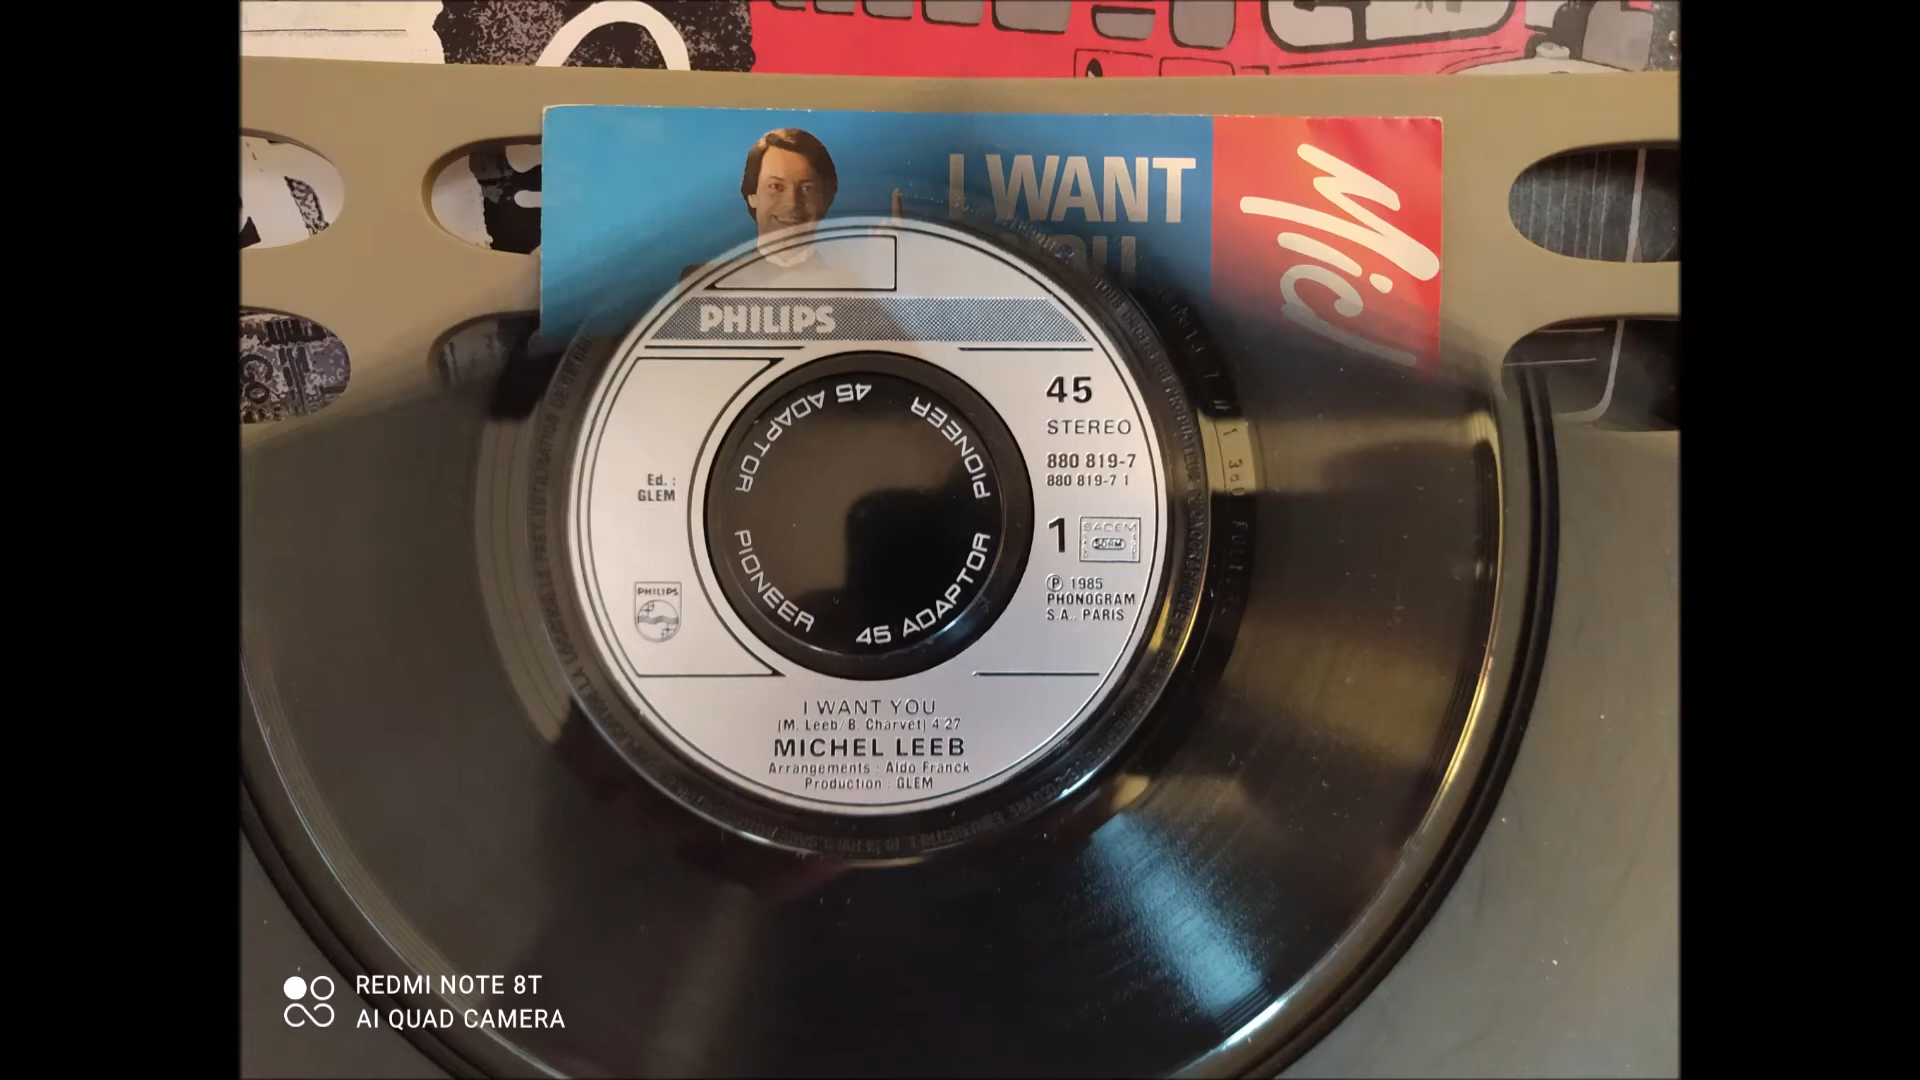 I WANT
YOU
Mic
PHILIPS
45 ADAPTOR
PIONEER
45 ADAPTOR
PIONEER
45
STEREO
880 819-7
880 819-7 1
Ed. :
GLEM
1
SACEM
SDRM
PHILIPS
℗ 1985
PHONOGRAM
S.A., PARIS
I WANT YOU
(M. Leeb/B. Charvet) 4'27
MICHEL LEEB
Arrangements : Aldo Franck
Production : GLEM
REDMI NOTE 8T
AI QUAD CAMERA